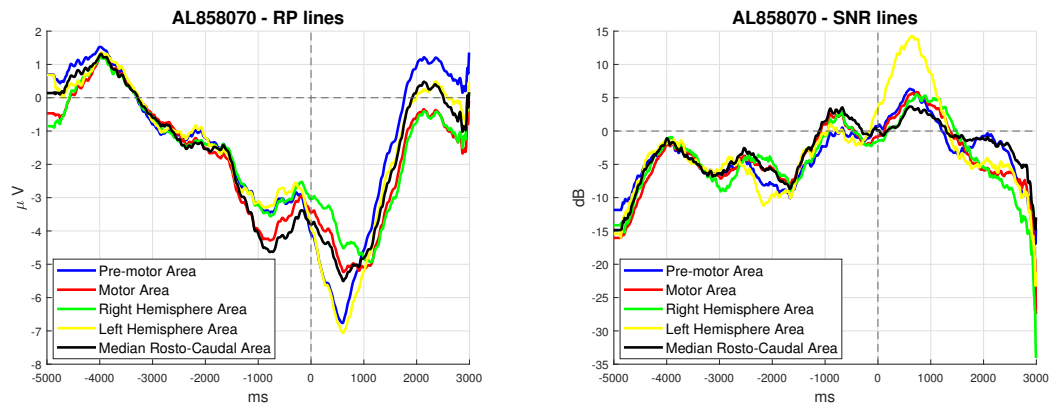 AL858070 - RP lines
2
1
0
-1
-2
-3
-4
-5
-6
-7
-8
μ V
-5000 -4000 -3000 -2000 -1000 0 1000 2000 3000
ms
Pre-motor Area
Motor Area
Right Hemisphere Area
Left Hemisphere Area
Median Rosto-Caudal Area
AL858070 - SNR lines
15
10
5
0
-5
-10
-15
-20
-25
-30
-35
dB
-5000 -4000 -3000 -2000 -1000 0 1000 2000 3000
ms
Pre-motor Area
Motor Area
Right Hemisphere Area
Left Hemisphere Area
Median Rosto-Caudal Area